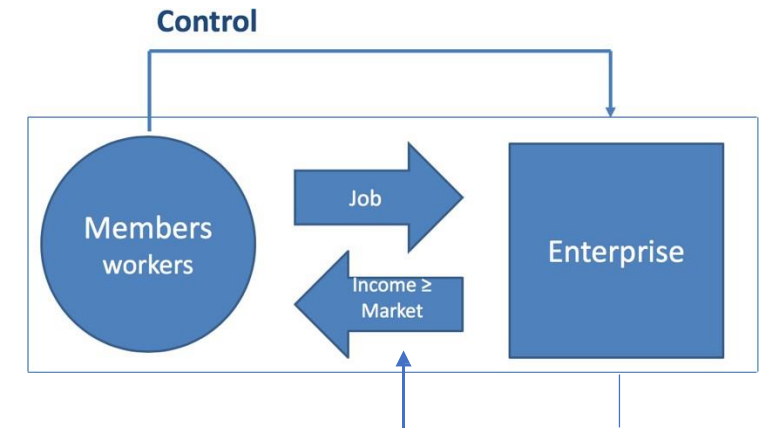 Control
Members
workers
Job
Income ≥
Market
Enterprise